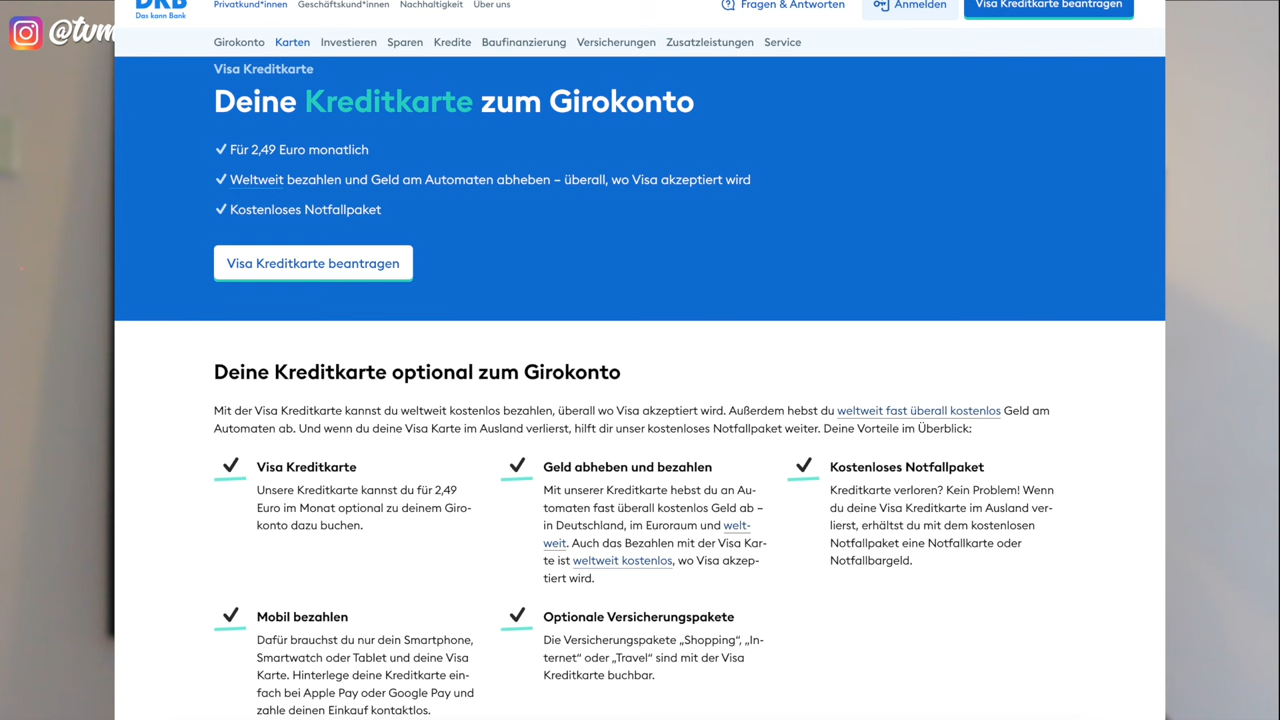 DKB
Das kann Bank
Privatkund*innen Geschäftskund*innen Nachhaltigkeit Über uns
Fragen & Antworten
Anmelden
Visa Kreditkarte beantragen
Girokonto Karten Investieren Sparen Kredite Baufinanzierung Versicherungen Zusatzleistungen Service
Visa Kreditkarte
Deine Kreditkarte zum Girokonto
Für 2,49 Euro monatlich
Weltweit bezahlen und Geld am Automaten abheben – überall, wo Visa akzeptiert wird
Kostenloses Notfallpaket
Visa Kreditkarte beantragen
Deine Kreditkarte optional zum Girokonto
Mit der Visa Kreditkarte kannst du weltweit kostenlos bezahlen, überall wo Visa akzeptiert wird. Außerdem hebst du weltweit fast überall kostenlos Geld am
Automaten ab. Und wenn du deine Visa Karte im Ausland verlierst, hilft dir unser kostenloses Notfallpaket weiter. Deine Vorteile im Überblick:
Visa Kreditkarte
Unsere Kreditkarte kannst du für 2,49
Euro im Monat optional zu deinem Giro-
konto dazu buchen.
Geld abheben und bezahlen
Mit unserer Kreditkarte hebst du an Au-
tomaten fast überall kostenlos Geld ab –
in Deutschland, im Euroraum und welt-
weit. Auch das Bezahlen mit der Visa Kar-
te ist weltweit kostenlos, wo Visa akzep-
tiert wird.
Kostenloses Notfallpaket
Kreditkarte verloren? Kein Problem! Wenn
du deine Visa Kreditkarte im Ausland ver-
lierst, erhältst du mit dem kostenlosen
Notfallpaket eine Notfallkarte oder
Notfallbargeld.
Mobil bezahlen
Dafür brauchst du nur dein Smartphone,
Smartwatch oder Tablet und deine Visa
Karte. Hinterlege deine Kreditkarte ein-
fach bei Apple Pay oder Google Pay und
zahle deinen Einkauf kontaktlos.
Optionale Versicherungspakete
Die Versicherungspakete „Shopping“, „In-
ternet“ oder „Travel“ sind mit der Visa
Kreditkarte buchbar.